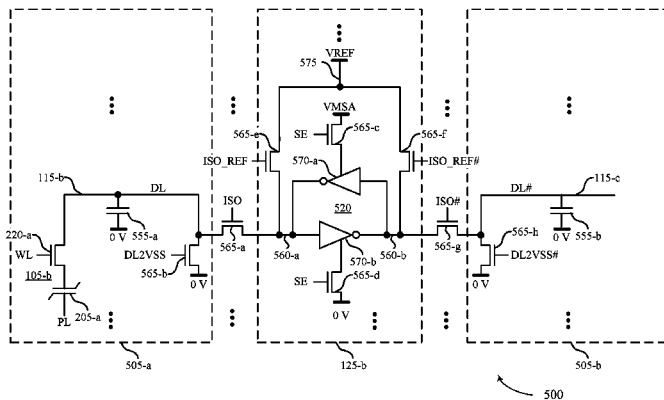 VREF
575
VMSA
565-e
SE
565-c
565-f
570-a
ISO_REF
ISO_REF#
115-b
DL
DL#
115-c
ISO
520
ISO#
220-a
0 V
555-a
565-h
0 V
555-b
WL
DL2VSS
565-a
560-a
570-b
560-b
565-g
DL2VSS#
105-b
565-b
0 V
SE
565-d
0 V
205-a
0 V
PL
505-a
125-b
505-b
500